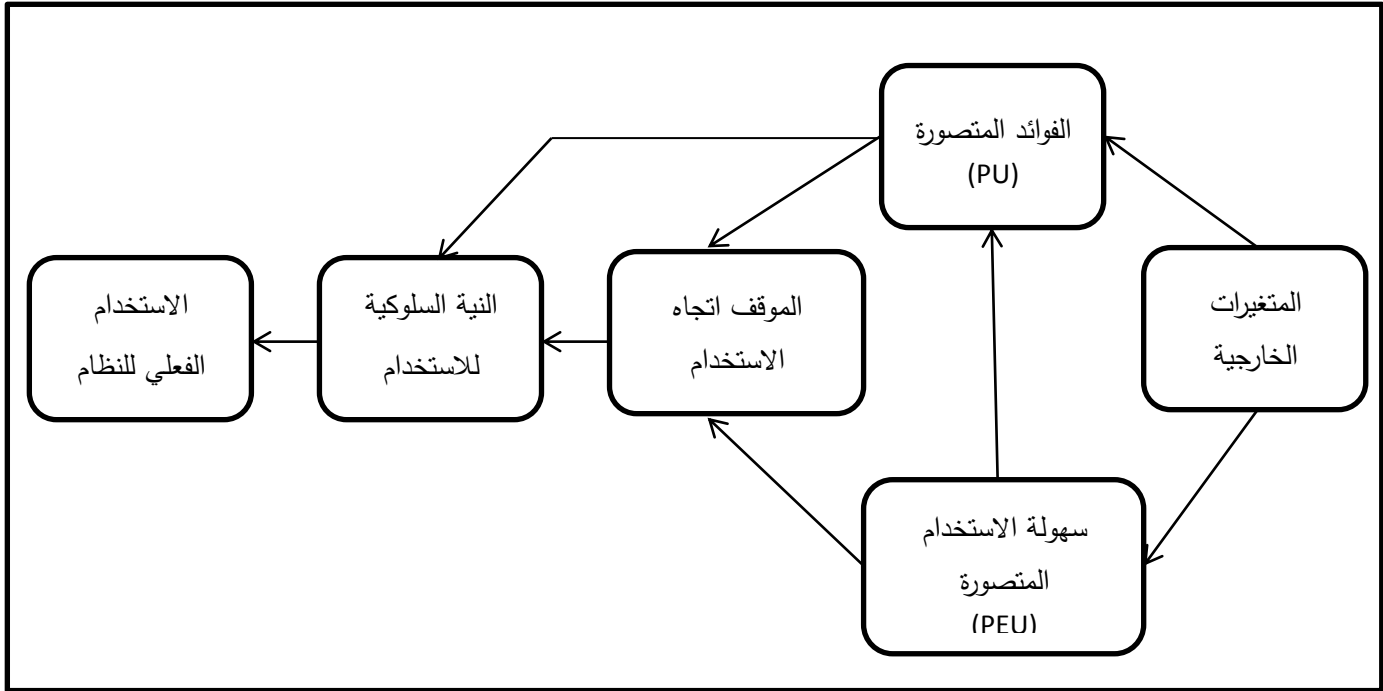 الفوائد المتصورة
(PU)
المتغيرات
الخارجية
الموقف اتجاه
الاستخدام
النية السلوكية
للاستخدام
الاستخدام
الفعلي للنظام
سهولة الاستخدام
المتصورة
(PEU)